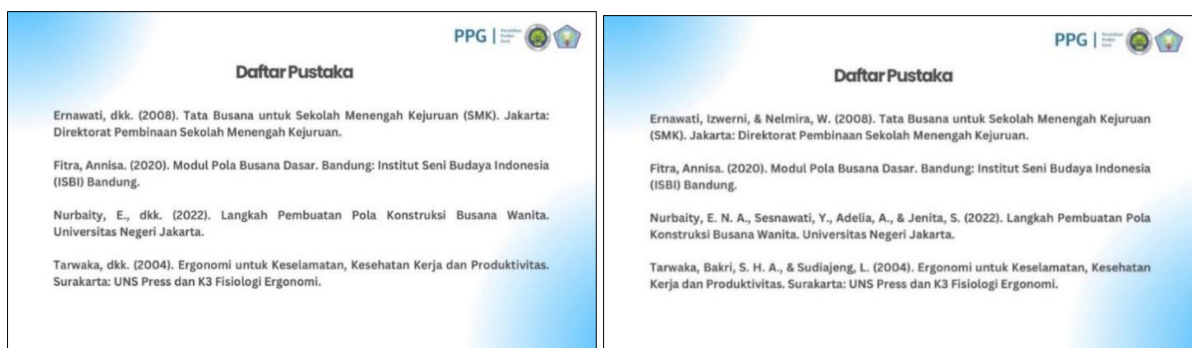 PPG |
Daftar Pustaka
Ernawati, dkk. (2008). Tata Busana untuk Sekolah Menengah Kejuruan (SMK). Jakarta:
Direktorat Pembinaan Sekolah Menengah Kejuruan.
Fitra, Annisa. (2020). Modul Pola Busana Dasar. Bandung: Institut Seni Budaya Indonesia
(ISBI) Bandung.
Nurbaity, E., dkk. (2022). Langkah Pembuatan Pola Konstruksi Busana Wanita.
Universitas Negeri Jakarta.
Tarwaka, dkk. (2004). Ergonomi untuk Keselamatan, Kesehatan Kerja dan Produktivitas.
Surakarta: UNS Press dan K3 Fisiologi Ergonomi.
PPG |
Daftar Pustaka
Ernawati, Izwerni, & Nelmira, W. (2008). Tata Busana untuk Sekolah Menengah Kejuruan
(SMK). Jakarta: Direktorat Pembinaan Sekolah Menengah Kejuruan.
Fitra, Annisa. (2020). Modul Pola Busana Dasar. Bandung: Institut Seni Budaya Indonesia
(ISBI) Bandung.
Nurbaity, E. N. A., Sesnawati, Y., Adelia, A., & Jenita, S. (2022). Langkah Pembuatan Pola
Konstruksi Busana Wanita. Universitas Negeri Jakarta.
Tarwaka, Bakri, S. H. A., & Sudiajeng, L. (2004). Ergonomi untuk Keselamatan, Kesehatan
Kerja dan Produktivitas. Surakarta: UNS Press dan K3 Fisiologi Ergonomi.